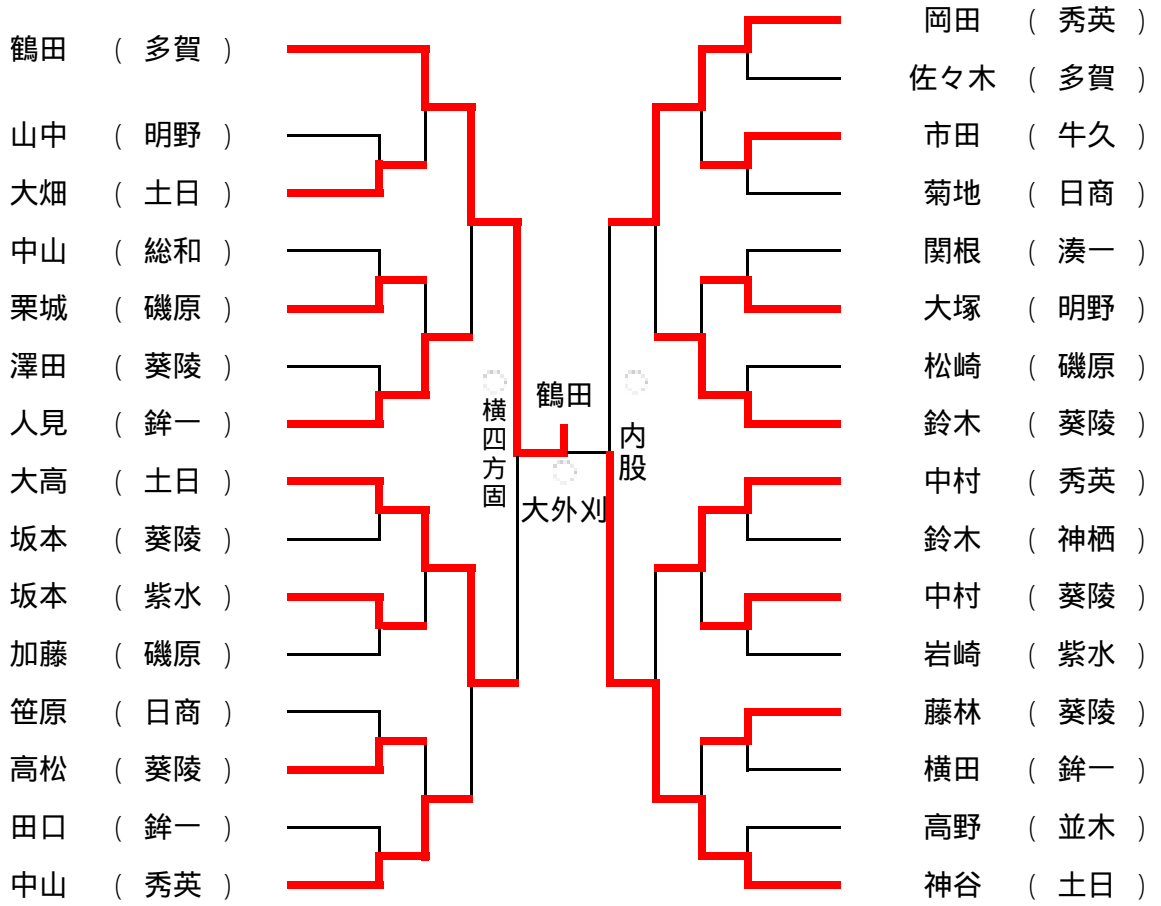 鶴田 ( 多賀 )
山中 ( 明野 )
大畑 ( 土日 )
中山 ( 総和 )
栗城 ( 磯原 )
澤田 ( 葵陵 )
人見 ( 鉾一 )
大高 ( 土日 )
坂本 ( 葵陵 )
坂本 ( 紫水 )
加藤 ( 磯原 )
笹原 ( 日商 )
高松 ( 葵陵 )
田口 ( 鉾一 )
中山 ( 秀英 )
横四方固
鶴田
大外刈
内股
岡田 ( 秀英 )
佐々木 ( 多賀 )
市田 ( 牛久 )
菊地 ( 日商 )
関根 ( 湊一 )
大塚 ( 明野 )
松崎 ( 磯原 )
鈴木 ( 葵陵 )
中村 ( 秀英 )
鈴木 ( 神栖 )
中村 ( 葵陵 )
岩崎 ( 紫水 )
藤林 ( 葵陵 )
横田 ( 鉾一 )
高野 ( 並木 )
神谷 ( 土日 )